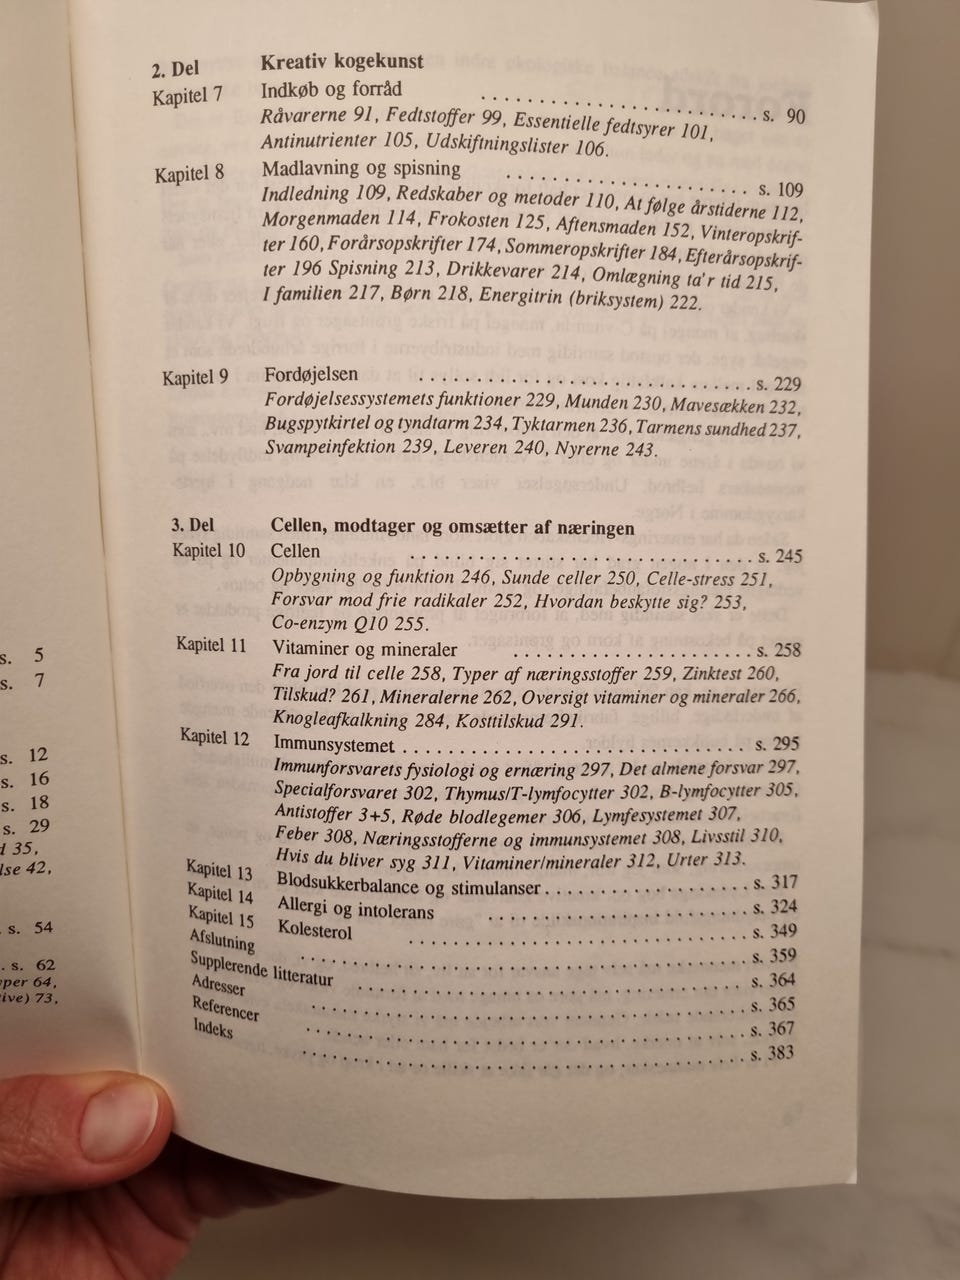 s. 5
s. 7
s. 12
s. 16
s. 18
s. 29
35,
lse 42,
s. 54
s. 62
yper 64,
tive) 73,
2. Del Kreativ kogekunst
Kapitel 7 Indkøb og forråd . . . . . . . . . . . . . . . . . . . . . . . . . s. 90
Råvarerne 91, Fedtstoffer 99, Essentielle fedtsyrer 101,
Antinutrienter 105, Udskiftningslister 106.
Kapitel 8 Madlavning og spisning . . . . . . . . . . . . . . . . . . . . . . s. 109
Indledning 109, Redskaber og metoder 110, At følge årstiderne 112,
Morgenmaden 114, Frokosten 125, Aftensmaden 152, Vinteropskrif-
ter 160, Forårsopskrifter 174, Sommeropskrifter 184, Efterårsopskrif-
ter 196 Spisning 213, Drikkevarer 214, Omlægning ta'r tid 215,
I familien 217, Børn 218, Energitrin (briksystem) 222.
Kapitel 9 Fordøjelsen . . . . . . . . . . . . . . . . . . . . . . . . . . . . . s. 229
Fordøjelsessystemets funktioner 229, Munden 230, Mavesækken 232,
Bugspytkirtel og tyndtarm 234, Tyktarmen 236, Tarmens sundhed 237,
Svampeinfektion 239, Leveren 240, Nyrerne 243.
3. Del Cellen, modtager og omsætter af næringen
Kapitel 10 Cellen . . . . . . . . . . . . . . . . . . . . . . . . . . . . . . s. 245
Opbygning og funktion 246, Sunde celler 250, Celle-stress 251,
Forsvar mod frie radikaler 252, Hvordan beskytte sig? 253,
Co-enzym Q10 255.
Kapitel 11 Vitaminer og mineraler . . . . . . . . . . . . . . . . . . . . . s. 258
Fra jord til celle 258, Typer af næringsstoffer 259, Zinktest 260,
Tilskud? 261, Mineralerne 262, Oversigt vitaminer og mineraler 266,
Knogleafkalkning 284, Kosttilskud 291.
Kapitel 12 Immunsystemet . . . . . . . . . . . . . . . . . . . . . . . . . . . . . . s. 295
Immunforsvarets fysiologi og ernæring 297, Det almene forsvar 297,
Specialforsvaret 302, Thymus/T-lymfocytter 302, B-lymfocytter 305,
Antistoffer 3+5, Røde blodlegemer 306, Lymfesystemet 307,
Feber 308, Næringsstofferne og immunsystemet 308, Livsstil 310,
Hvis du bliver syg 311, Vitaminer/mineraler 312, Urter 313.
Kapitel 13 Blodsukkerbalance og stimulanser . . . . . . . . . . . . . . . . . . s. 317
Kapitel 14 Allergi og intolerans . . . . . . . . . . . . . . . . . . . . . . . s. 324
Kapitel 15 Kolesterol . . . . . . . . . . . . . . . . . . . . . . . . . . . . . . s. 349
Afslutning . . . . . . . . . . . . . . . . . . . . . . . . . . . . . . . . . . . . . . . s. 359
Supplerende litteratur . . . . . . . . . . . . . . . . . . . . . . . . . . . . . . . . . . s. 364
Adresser . . . . . . . . . . . . . . . . . . . . . . . . . . . . . . . . . . . . . . s. 365
Referencer . . . . . . . . . . . . . . . . . . . . . . . . . . . . . . . . . . . . . . s. 367
Indeks . . . . . . . . . . . . . . . . . . . . . . . . . . . . . . . . . . . . . . . s. 383